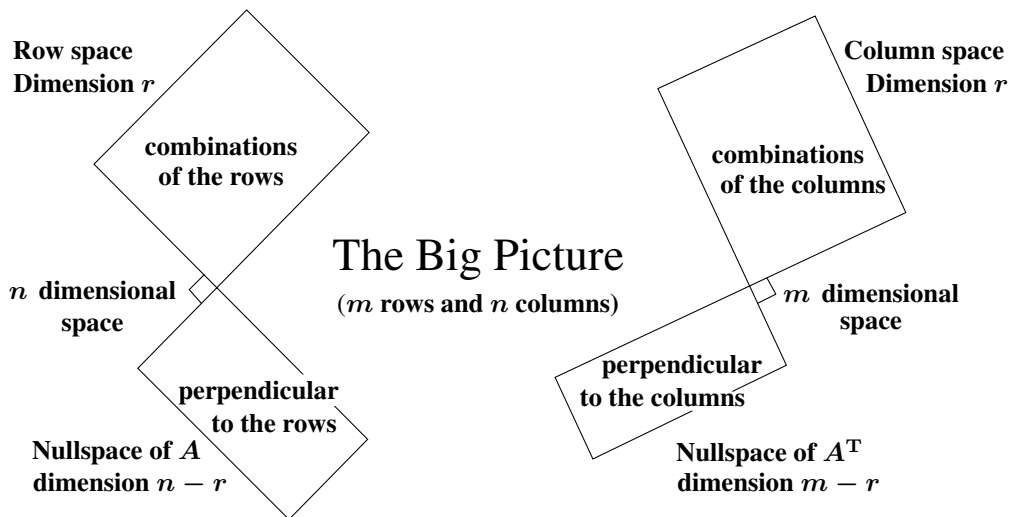 Row space
Dimension r
combinations
of the rows
n dimensional
space
perpendicular
to the rows
Nullspace of A
dimension n − r
The Big Picture
(m rows and n columns)
Column space
Dimension r
combinations
of the columns
m dimensional
space
perpendicular
to the columns
Nullspace of Aᵀ
dimension m − r